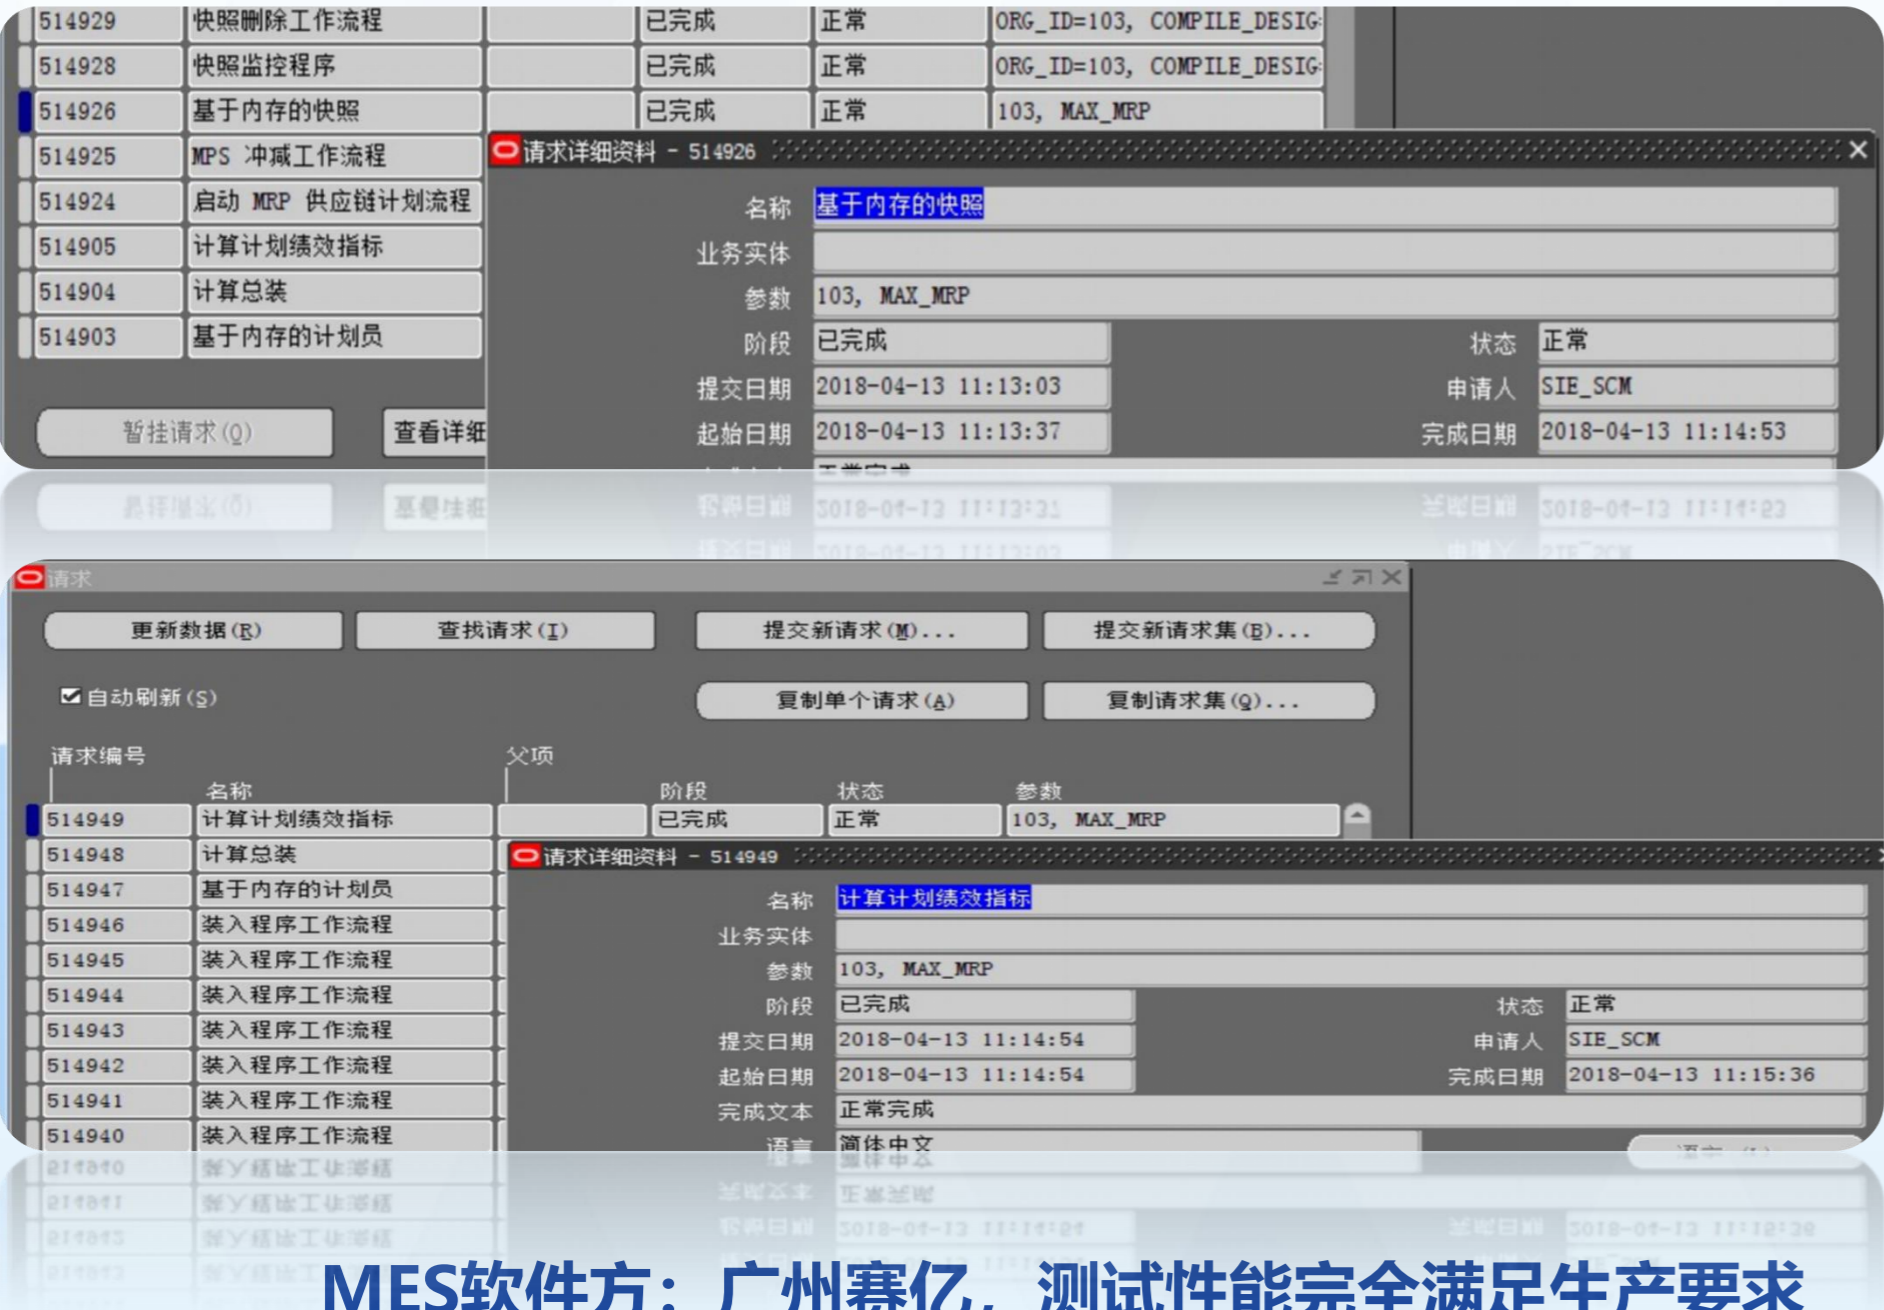 514929 快照删除工作流程 已完成 正常 ORG_ID=103, COMPILE_DESIG
514928 快照监控程序 已完成 正常 ORG_ID=103, COMPILE_DESIG
514926 基于内存的快照 已完成 正常 103, MAX_MRP
514925 MPS 冲减工作流程
请求详细资料 - 514926
514924 启动 MRP 供应链计划流程
名称 基于内存的快照
514905 计算计划绩效指标
业务实体
514904 计算总装
参数 103, MAX_MRP
514903 基于内存的计划员
阶段 已完成 状态 正常
提交日期 2018-04-13 11:13:03 申请人 SIE_SCM
暂挂请求(O) 查看详细
起始日期 2018-04-13 11:13:37 完成日期 2018-04-13 11:14:53
请求
更新数据(R) 查找请求(I) 提交新请求(M)... 提交新请求集(B)...
自动刷新(S) 复制单个请求(A) 复制请求集(Q)...
请求编号 父项
名称 阶段 状态 参数
514949 计算计划绩效指标 已完成 正常 103, MAX_MRP
514948 计算总装
请求详细资料 - 514949
514947 基于内存的计划员
名称 计算计划绩效指标
514946 装入程序工作流程
业务实体
514945 装入程序工作流程
参数 103, MAX_MRP
514944 装入程序工作流程
阶段 已完成 状态 正常
514943 装入程序工作流程
提交日期 2018-04-13 11:14:54 申请人 SIE_SCM
514942 装入程序工作流程
起始日期 2018-04-13 11:14:54 完成日期 2018-04-13 11:15:36
514941 装入程序工作流程
完成文本 正常完成
514940 装入程序工作流程
语言 简体中文
MES软件方：广州赛亿，测试性能完全满足生产要求